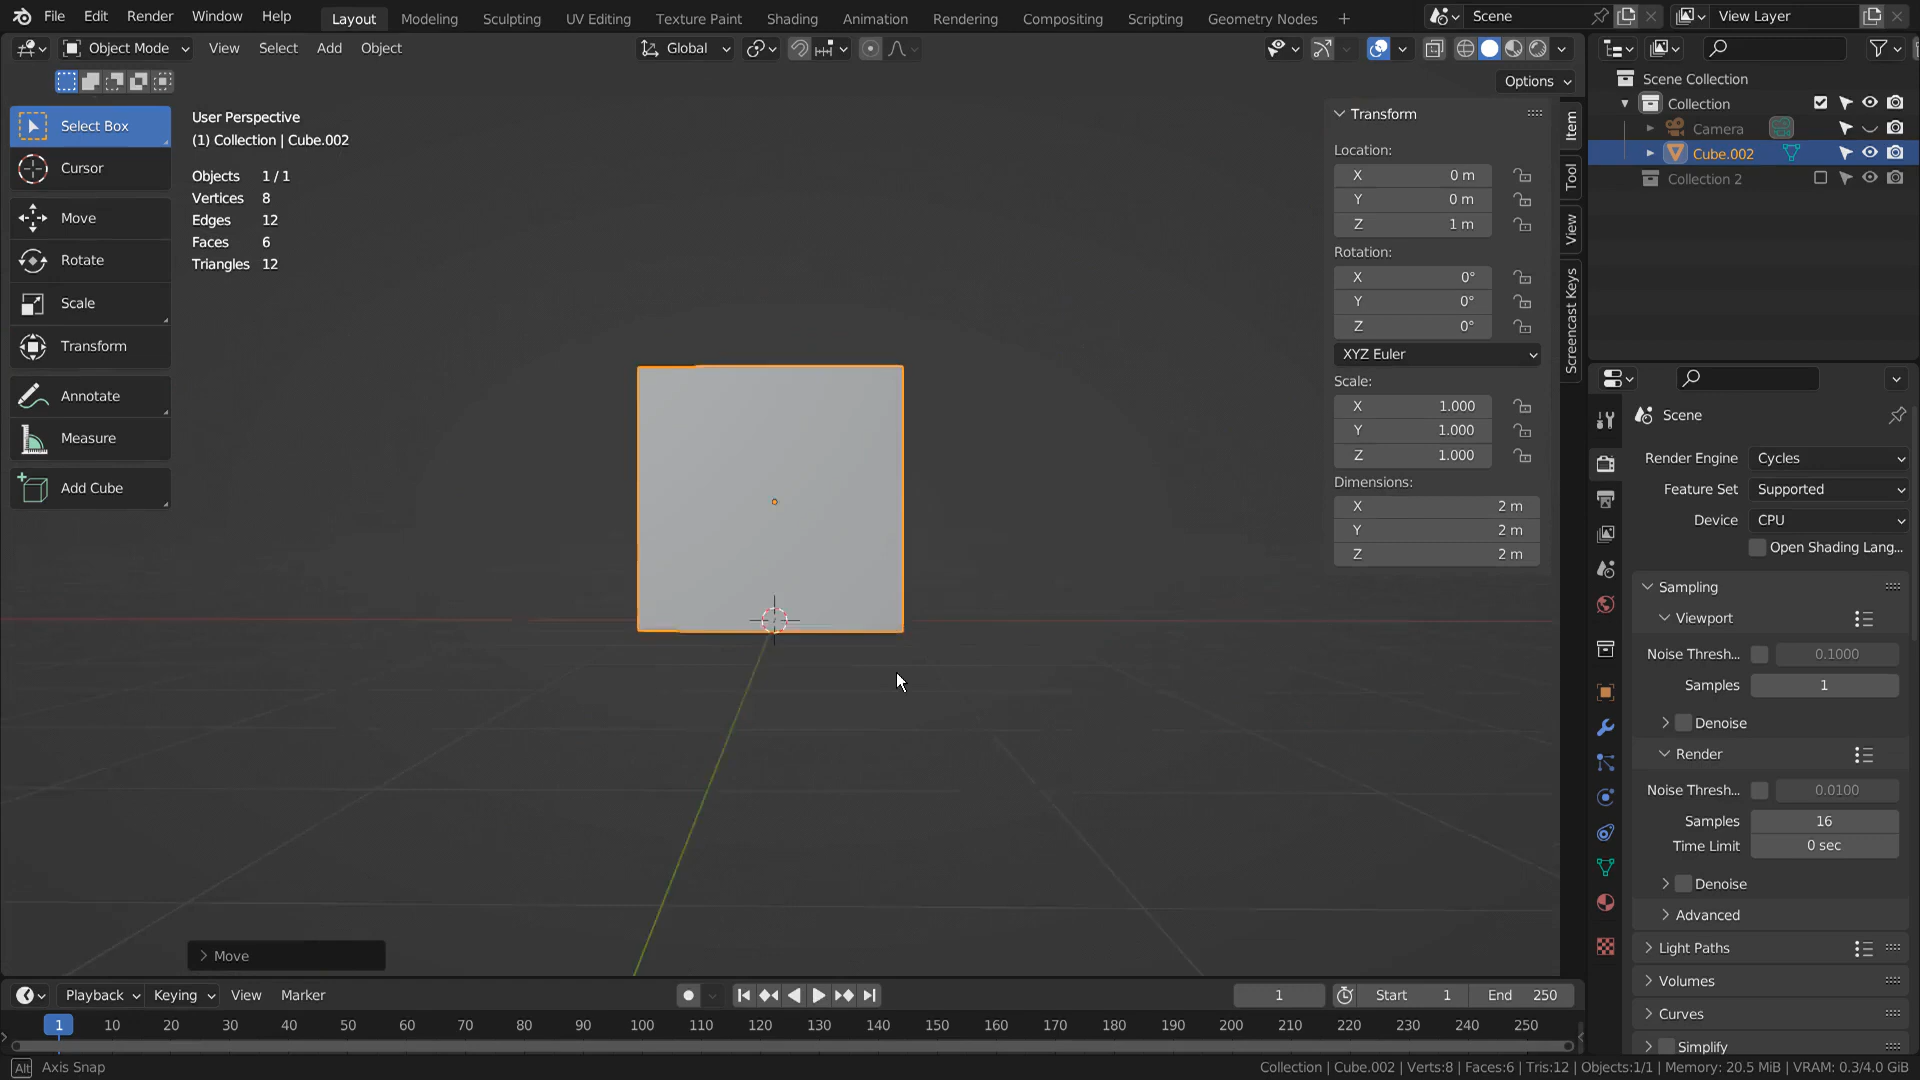 File Edit Render Window Help Layout Modeling Sculpting UV Editing Texture Paint Shading Animation Rendering Compositing Scripting Geometry Nodes + Scene View Layer
Object Mode View Select Add Object Global
Options
Select Box
Cursor
Move
Rotate
Scale
Transform
Annotate
Measure
Add Cube
User Perspective
(1) Collection | Cube.002
Objects 1 / 1
Vertices 8
Edges 12
Faces 6
Triangles 12
Move
Transform
Location:
X 0 m
Y 0 m
Z 1 m
Rotation:
X 0°
Y 0°
Z 0°
XYZ Euler
Scale:
X 1.000
Y 1.000
Z 1.000
Dimensions:
X 2 m
Y 2 m
Z 2 m
Item
Tool
View
Screencast Keys
Scene Collection
Collection
Camera
Cube.002
Collection 2
Scene
Render Engine Cycles
Feature Set Supported
Device CPU
Open Shading Lang...
Sampling
Viewport
Noise Thresh... 0.1000
Samples 1
Denoise
Render
Noise Thresh... 0.0100
Samples 16
Time Limit 0 sec
Denoise
Advanced
Light Paths
Volumes
Curves
Simplify
Playback Keying View Marker 1 Start 1 End 250
1 10 20 30 40 50 60 70 80 90 100 110 120 130 140 150 160 170 180 190 200 210 220 230 240 250
Alt Axis Snap
Collection | Cube.002 | Verts:8 | Faces:6 | Tris:12 | Objects:1/1 | Memory: 20.5 MiB | VRAM: 0.3/4.0 GiB